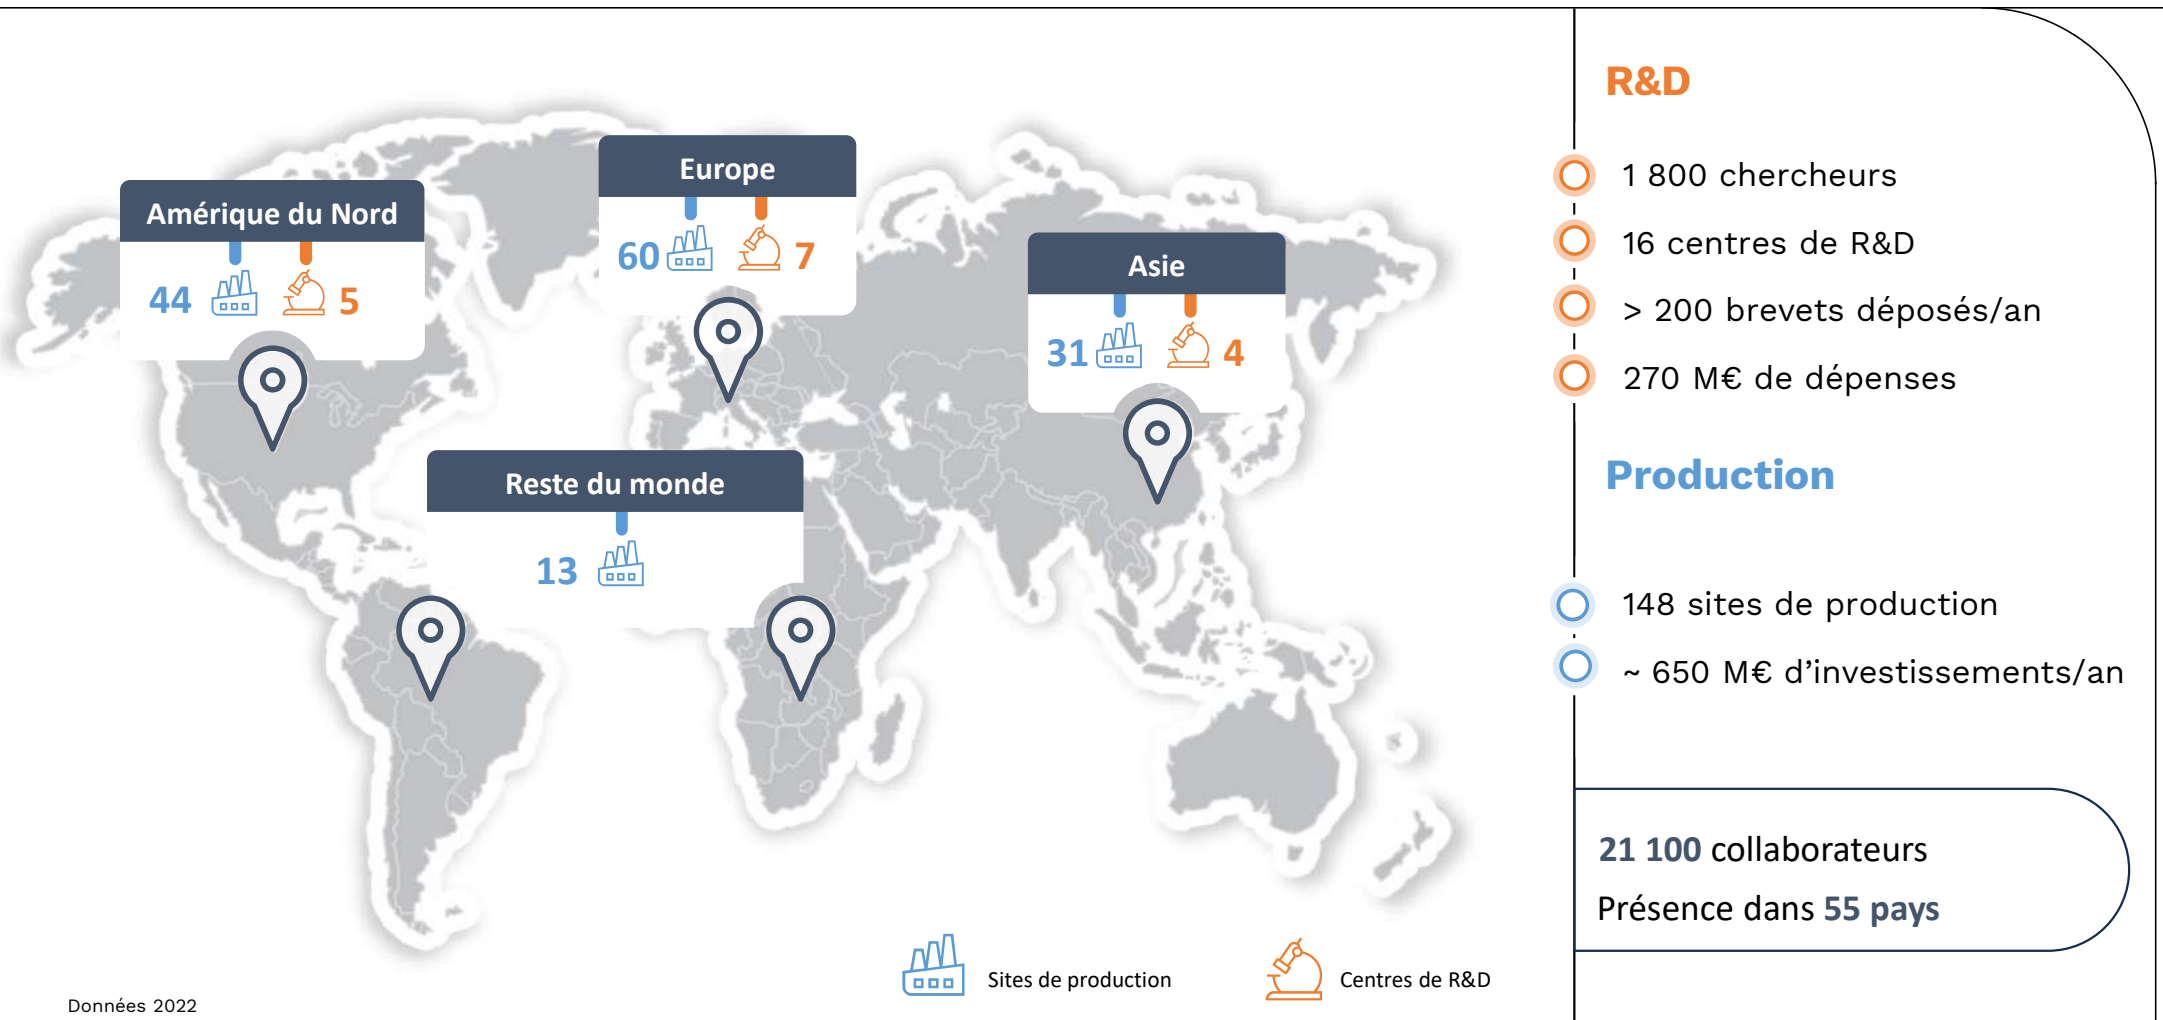 Amérique du Nord
44 5
Europe
60 7
Asie
31 4
Reste du monde
13
Sites de production
Centres de R&D
Données 2022
R&D
1 800 chercheurs
16 centres de R&D
> 200 brevets déposés/an
270 M€ de dépenses
Production
148 sites de production
~ 650 M€ d’investissements/an
21 100 collaborateurs
Présence dans 55 pays